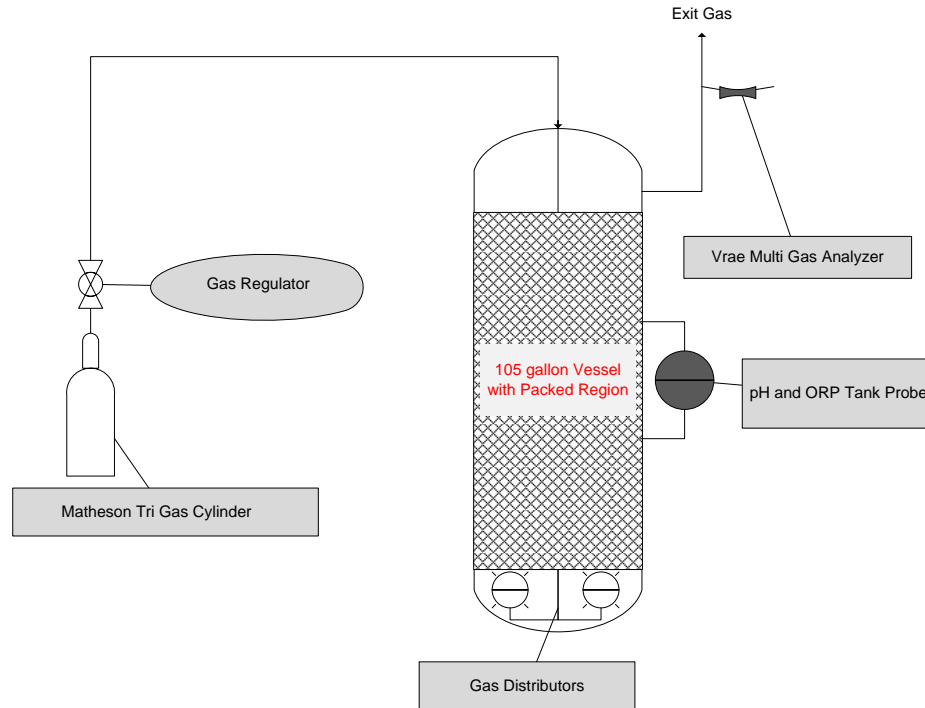 Exit Gas
Vrae Multi Gas Analyzer
Gas Regulator
105 gallon Vessel
with Packed Region
pH and ORP Tank Probe
Matheson Tri Gas Cylinder
Gas Distributors